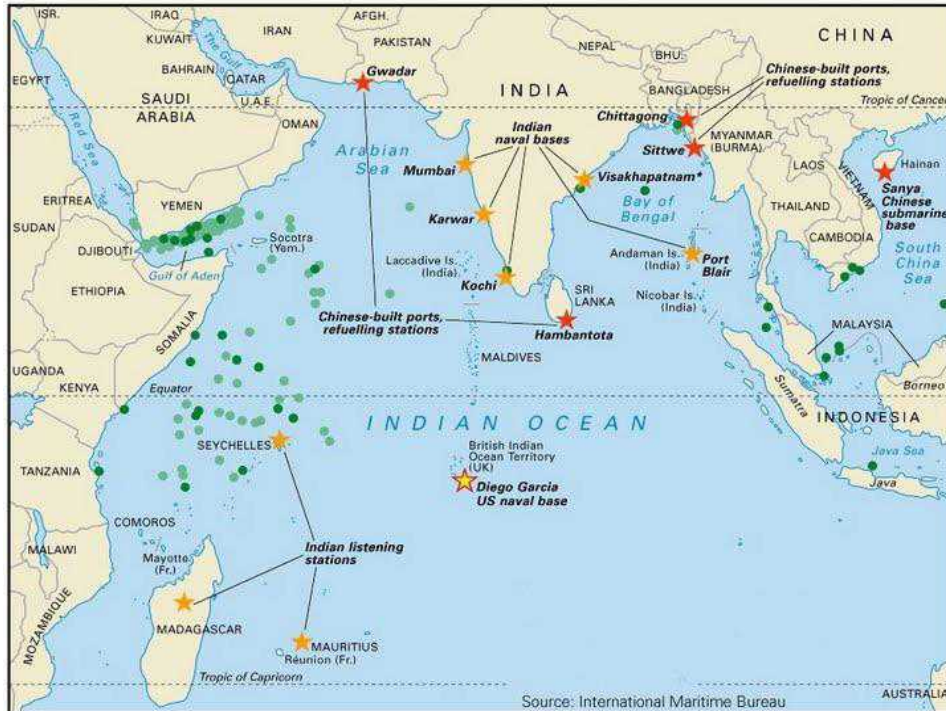 ISR.
IRAQ
KUWAIT
BAHRAIN
EGYPT
QATAR
The Gulf
IRAN
AFGH.
PAKISTAN
Gwadar
SAUDI
ARABIA
U.A.E.
OMAN
Red Sea
Arabian
Sea
NEPAL
BHU.
CHINA
INDIA
BANGLADESH
Chinese-built ports,
refuelling stations
Tropic of Cancer
Chittagong
Sittwe
MYANMAR
(BURMA)
Indian
naval bases
Mumbai
Visakhapatnam*
Karwar
Bay of
Bengal
LAOS
VIETNAM
Hainan
Sanya
Chinese
submarine
base
THAILAND
CAMBODIA
South
China
Sea
ERITREA
YEMEN
SUDAN
DJIBOUTI
Gulf of Aden
Socotra
(Yem.)
ETHIOPIA
SOMALIA
Laccadive Is.
(India)
Kochi
Andaman Is.
(India)
Port
Blair
SRI
LANKA
Nicobar Is.
(India)
Chinese-built ports,
refuelling stations
Hambantota
MALDIVES
MALAYSIA
UGANDA
KENYA
Equator
Sumatra
Borneo
INDONESIA
INDIAN OCEAN
SEYCHELLES
British Indian
Ocean Territory
(UK)
Diego Garcia
US naval base
Java Sea
Java
TANZANIA
COMOROS
Mayotte
(Fr.)
MALAWI
MOZAMBIQUE
Indian listening
stations
MADAGASCAR
MAURITIUS
Réunion (Fr.)
Tropic of Capricorn
Source: International Maritime Bureau
AUSTRALIA